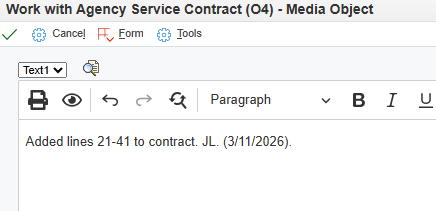 Work with Agency Service Contract (O4) - Media Object
Cancel Form Tools
Text1
Paragraph B I U
Added lines 21-41 to contract. JL. (3/11/2026).